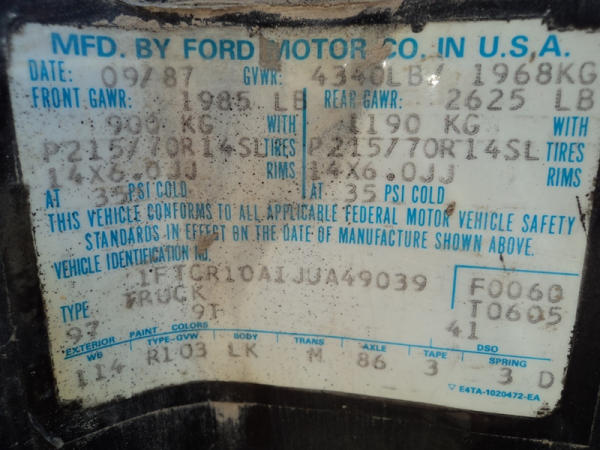 MFD. BY FORD MOTOR CO. IN U.S.A.
DATE: 09/87 GVWR: 4340LB/ 1968KG
FRONT GAWR: 1985 LB REAR GAWR: 2625 LB
900 KG WITH 1190 KG WITH
P215/70R14SL TIRES P215/70R14SL TIRES
14X6.0JJ RIMS 14X6.0JJ RIMS
AT 35 PSI COLD AT 35 PSI COLD
THIS VEHICLE CONFORMS TO ALL APPLICABLE FEDERAL MOTOR VEHICLE SAFETY
STANDARDS IN EFFECT ON THE DATE OF MANUFACTURE SHOWN ABOVE.
VEHICLE IDENTIFICATION NO.
1FTCR10A1JUA49039 F0060
TYPE TRUCK T0605
97 9T 41
EXTERIOR PAINT COLORS DSO
WB TYPE-GVW BODY TRANS AXLE TAPE SPRING
114 R103 LK M 86 3 3 D
▽ E4TA-1020472-EA